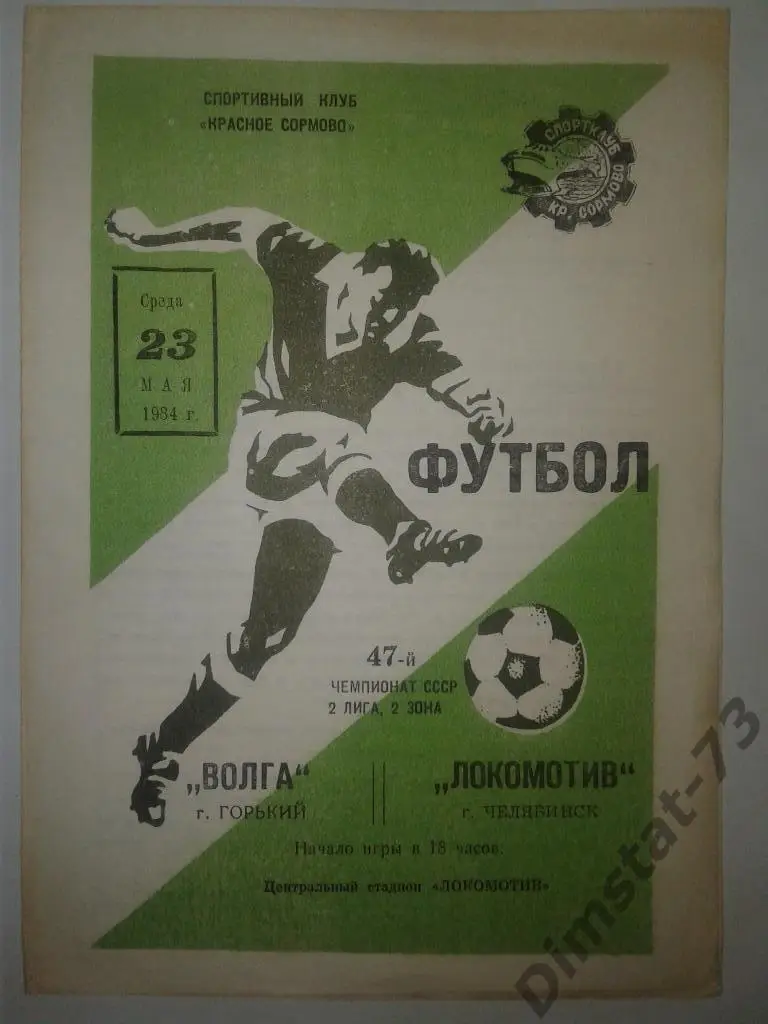 СПОРТИВНЫЙ КЛУБ
«КРАСНОЕ СОРМОВО»
СПОРТКЛУБ
КР. СОРМОВО
Среда
23
МАЯ
1984 г.
ФУТБОЛ
47-й
ЧЕМПИОНАТ СССР
2 ЛИГА, 2 ЗОНА
„ВОЛГА“ || „ЛОКОМОТИВ“
г. ГОРЬКИЙ г. ЧЕЛЯБИНСК
Начало игры в 18 часов.
Центральный стадион «ЛОКОМОТИВ»
Dimstat-73